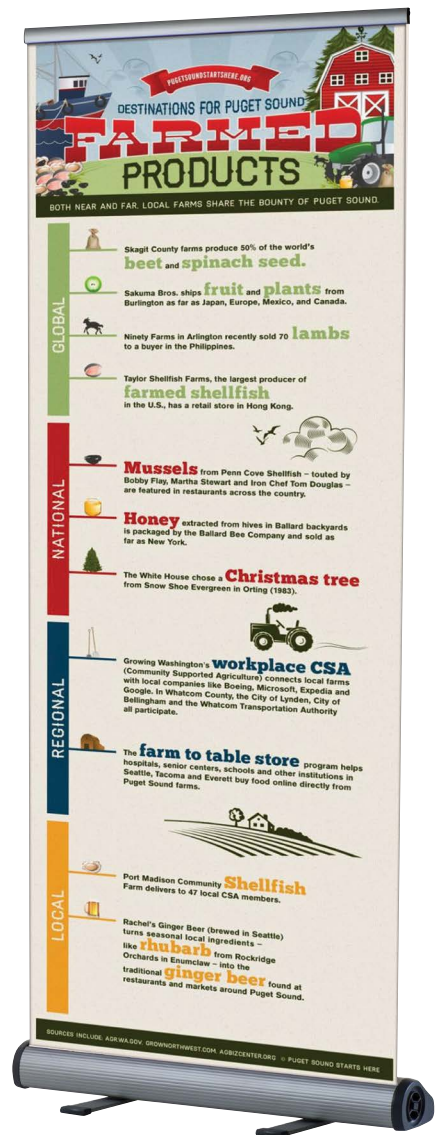 PUGETSOUNDSTARTSHERE.ORG
DESTINATIONS FOR PUGET SOUND
FARMED
PRODUCTS
BOTH NEAR AND FAR, LOCAL FARMS SHARE THE BOUNTY OF PUGET SOUND.
GLOBAL
Skagit County farms produce 50% of the world's
beet and spinach seed.
Sakuma Bros. ships fruit and plants from
Burlington as far as Japan, Europe, Mexico, and Canada.
Ninety Farms in Arlington recently sold 70 lambs
to a buyer in the Philippines.
Taylor Shellfish Farms, the largest producer of
farmed shellfish
in the U.S., has a retail store in Hong Kong.
NATIONAL
Mussels from Penn Cove Shellfish – touted by
Bobby Flay, Martha Stewart and Iron Chef Tom Douglas –
are featured in restaurants across the country.
Honey extracted from hives in Ballard backyards
is packaged by the Ballard Bee Company and sold as
far as New York.
The White House chose a Christmas tree
from Snow Shoe Evergreen in Orting (1983).
REGIONAL
Growing Washington's workplace CSA
(Community Supported Agriculture) connects local farms
with local companies like Boeing, Microsoft, Expedia and
Google. In Whatcom County, the City of Lynden, City of
Bellingham and the Whatcom Transportation Authority
all participate.
The farm to table store program helps
hospitals, senior centers, schools and other institutions in
Seattle, Tacoma and Everett buy food online directly from
Puget Sound farms.
LOCAL
Port Madison Community Shellfish
Farm delivers to 47 local CSA members.
Rachel's Ginger Beer (brewed in Seattle)
turns seasonal local ingredients –
like rhubarb from Rockridge
Orchards in Enumclaw – into the
traditional ginger beer found at
restaurants and markets around Puget Sound.
SOURCES INCLUDE: AGR.WA.GOV, GROWNORTHWEST.COM, AGBIZCENTER.ORG © PUGET SOUND STARTS HERE